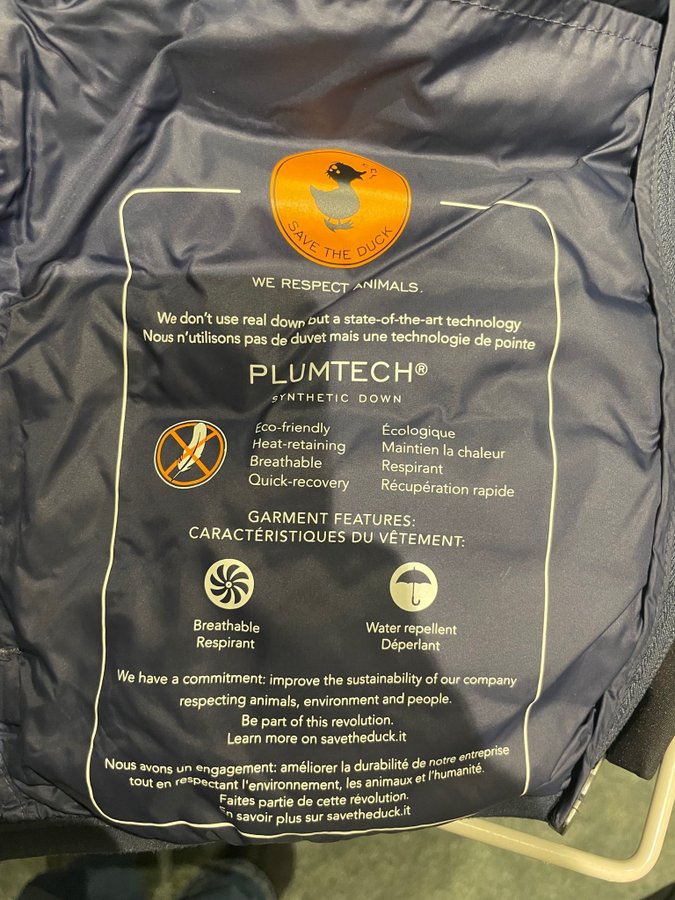 SAVE THE DUCK
WE RESPECT ANIMALS.
We don't use real down but a state-of-the-art technology
Nous n'utilisons pas de duvet mais une technologie de pointe
PLUMTECH®
SYNTHETIC DOWN
Eco-friendly
Heat-retaining
Breathable
Quick-recovery
Écologique
Maintien la chaleur
Respirant
Récupération rapide
GARMENT FEATURES:
CARACTÉRISTIQUES DU VÊTEMENT:
Breathable
Respirant
Water repellent
Déperlant
We have a commitment: improve the sustainability of our company
respecting animals, environment and people.
Be part of this revolution.
Learn more on savetheduck.it
Nous avons un engagement: améliorer la durabilité de notre entreprise
tout en respectant l'environnement, les animaux et l'humanité.
Faites partie de cette révolution.
En savoir plus sur savetheduck.it